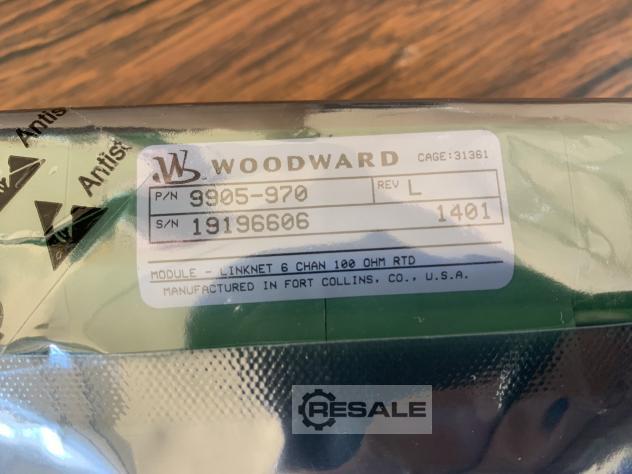 Antist
Antist
W WOODWARD CAGE:31361
P/N 9905-970 REV L
S/N 19196606 1401
MODULE - LINKNET 6 CHAN 100 OHM RTD
MANUFACTURED IN FORT COLLINS, CO., U.S.A.
RESALE